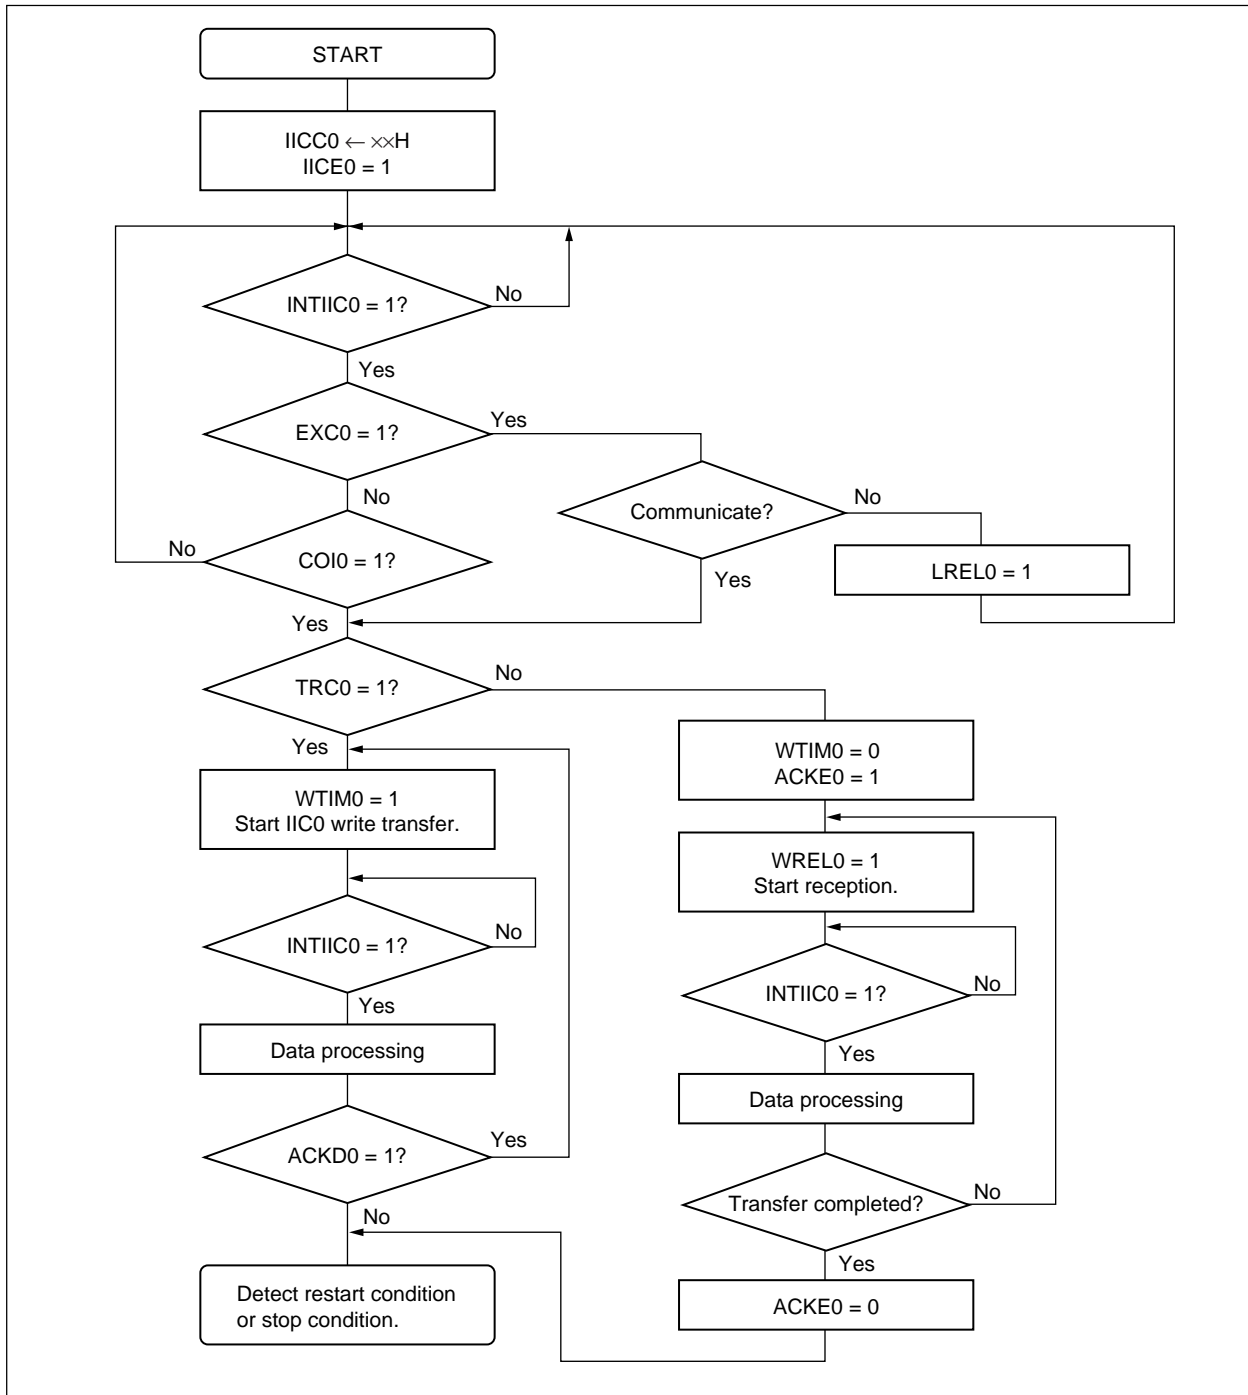 START
IICC0 ← ××H
IICE0 = 1
INTIIC0 = 1?
No
Yes
EXC0 = 1?
Yes
No
Communicate?
No
Yes
LREL0 = 1
COI0 = 1?
No
Yes
TRC0 = 1?
No
Yes
WTIM0 = 1
Start IIC0 write transfer.
INTIIC0 = 1?
No
Yes
Data processing
ACKD0 = 1?
Yes
No
WTIM0 = 0
ACKE0 = 1
WREL0 = 1
Start reception.
INTIIC0 = 1?
No
Yes
Data processing
Transfer completed?
No
Yes
ACKE0 = 0
Detect restart condition
or stop condition.